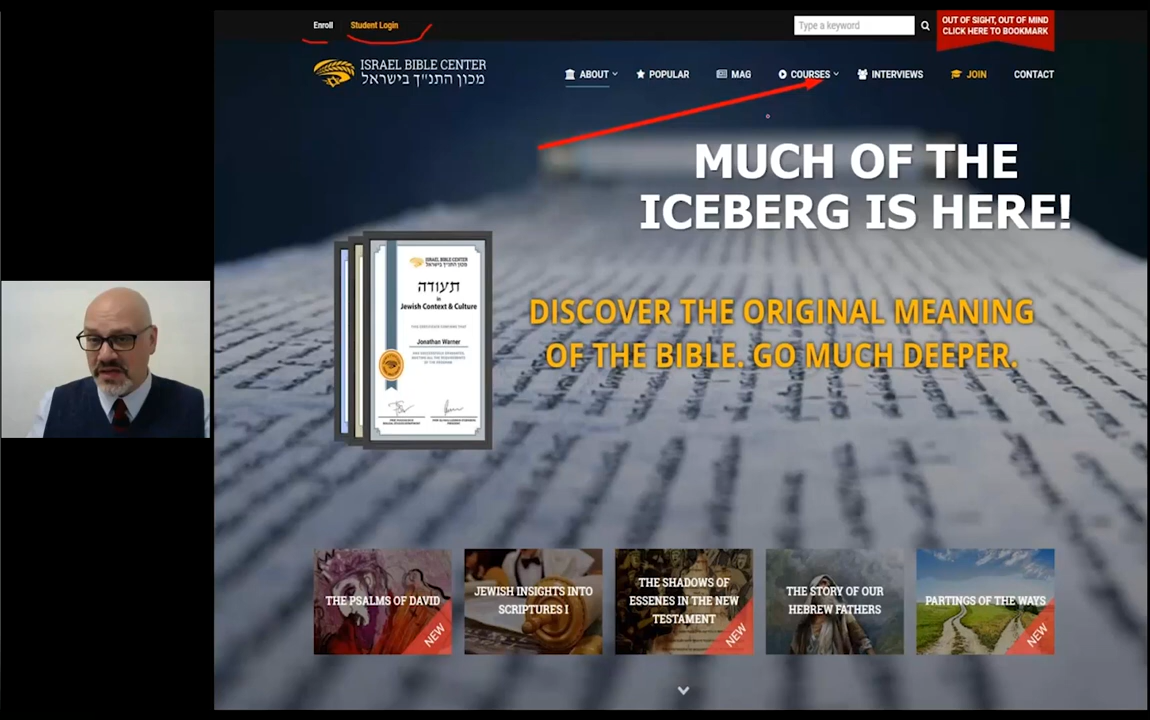 Enroll
Student Login
Type a keyword
OUT OF SIGHT, OUT OF MIND
CLICK HERE TO BOOKMARK
ISRAEL BIBLE CENTER
מכון התנ"ך בישראל
ABOUT
POPULAR
MAG
COURSES
INTERVIEWS
JOIN
CONTACT
MUCH OF THE
ICEBERG IS HERE!
ISRAEL BIBLE CENTER
מכון התנ"ך בישראל
תעודה
in
Jewish Context & Culture
Jonathan Warner
DISCOVER THE ORIGINAL MEANING
OF THE BIBLE. GO MUCH DEEPER.
THE PSALMS OF DAVID
NEW
JEWISH INSIGHTS INTO
SCRIPTURES I
THE SHADOWS OF
ESSENES IN THE NEW
TESTAMENT
NEW
THE STORY OF OUR
HEBREW FATHERS
PARTINGS OF THE WAYS
NEW